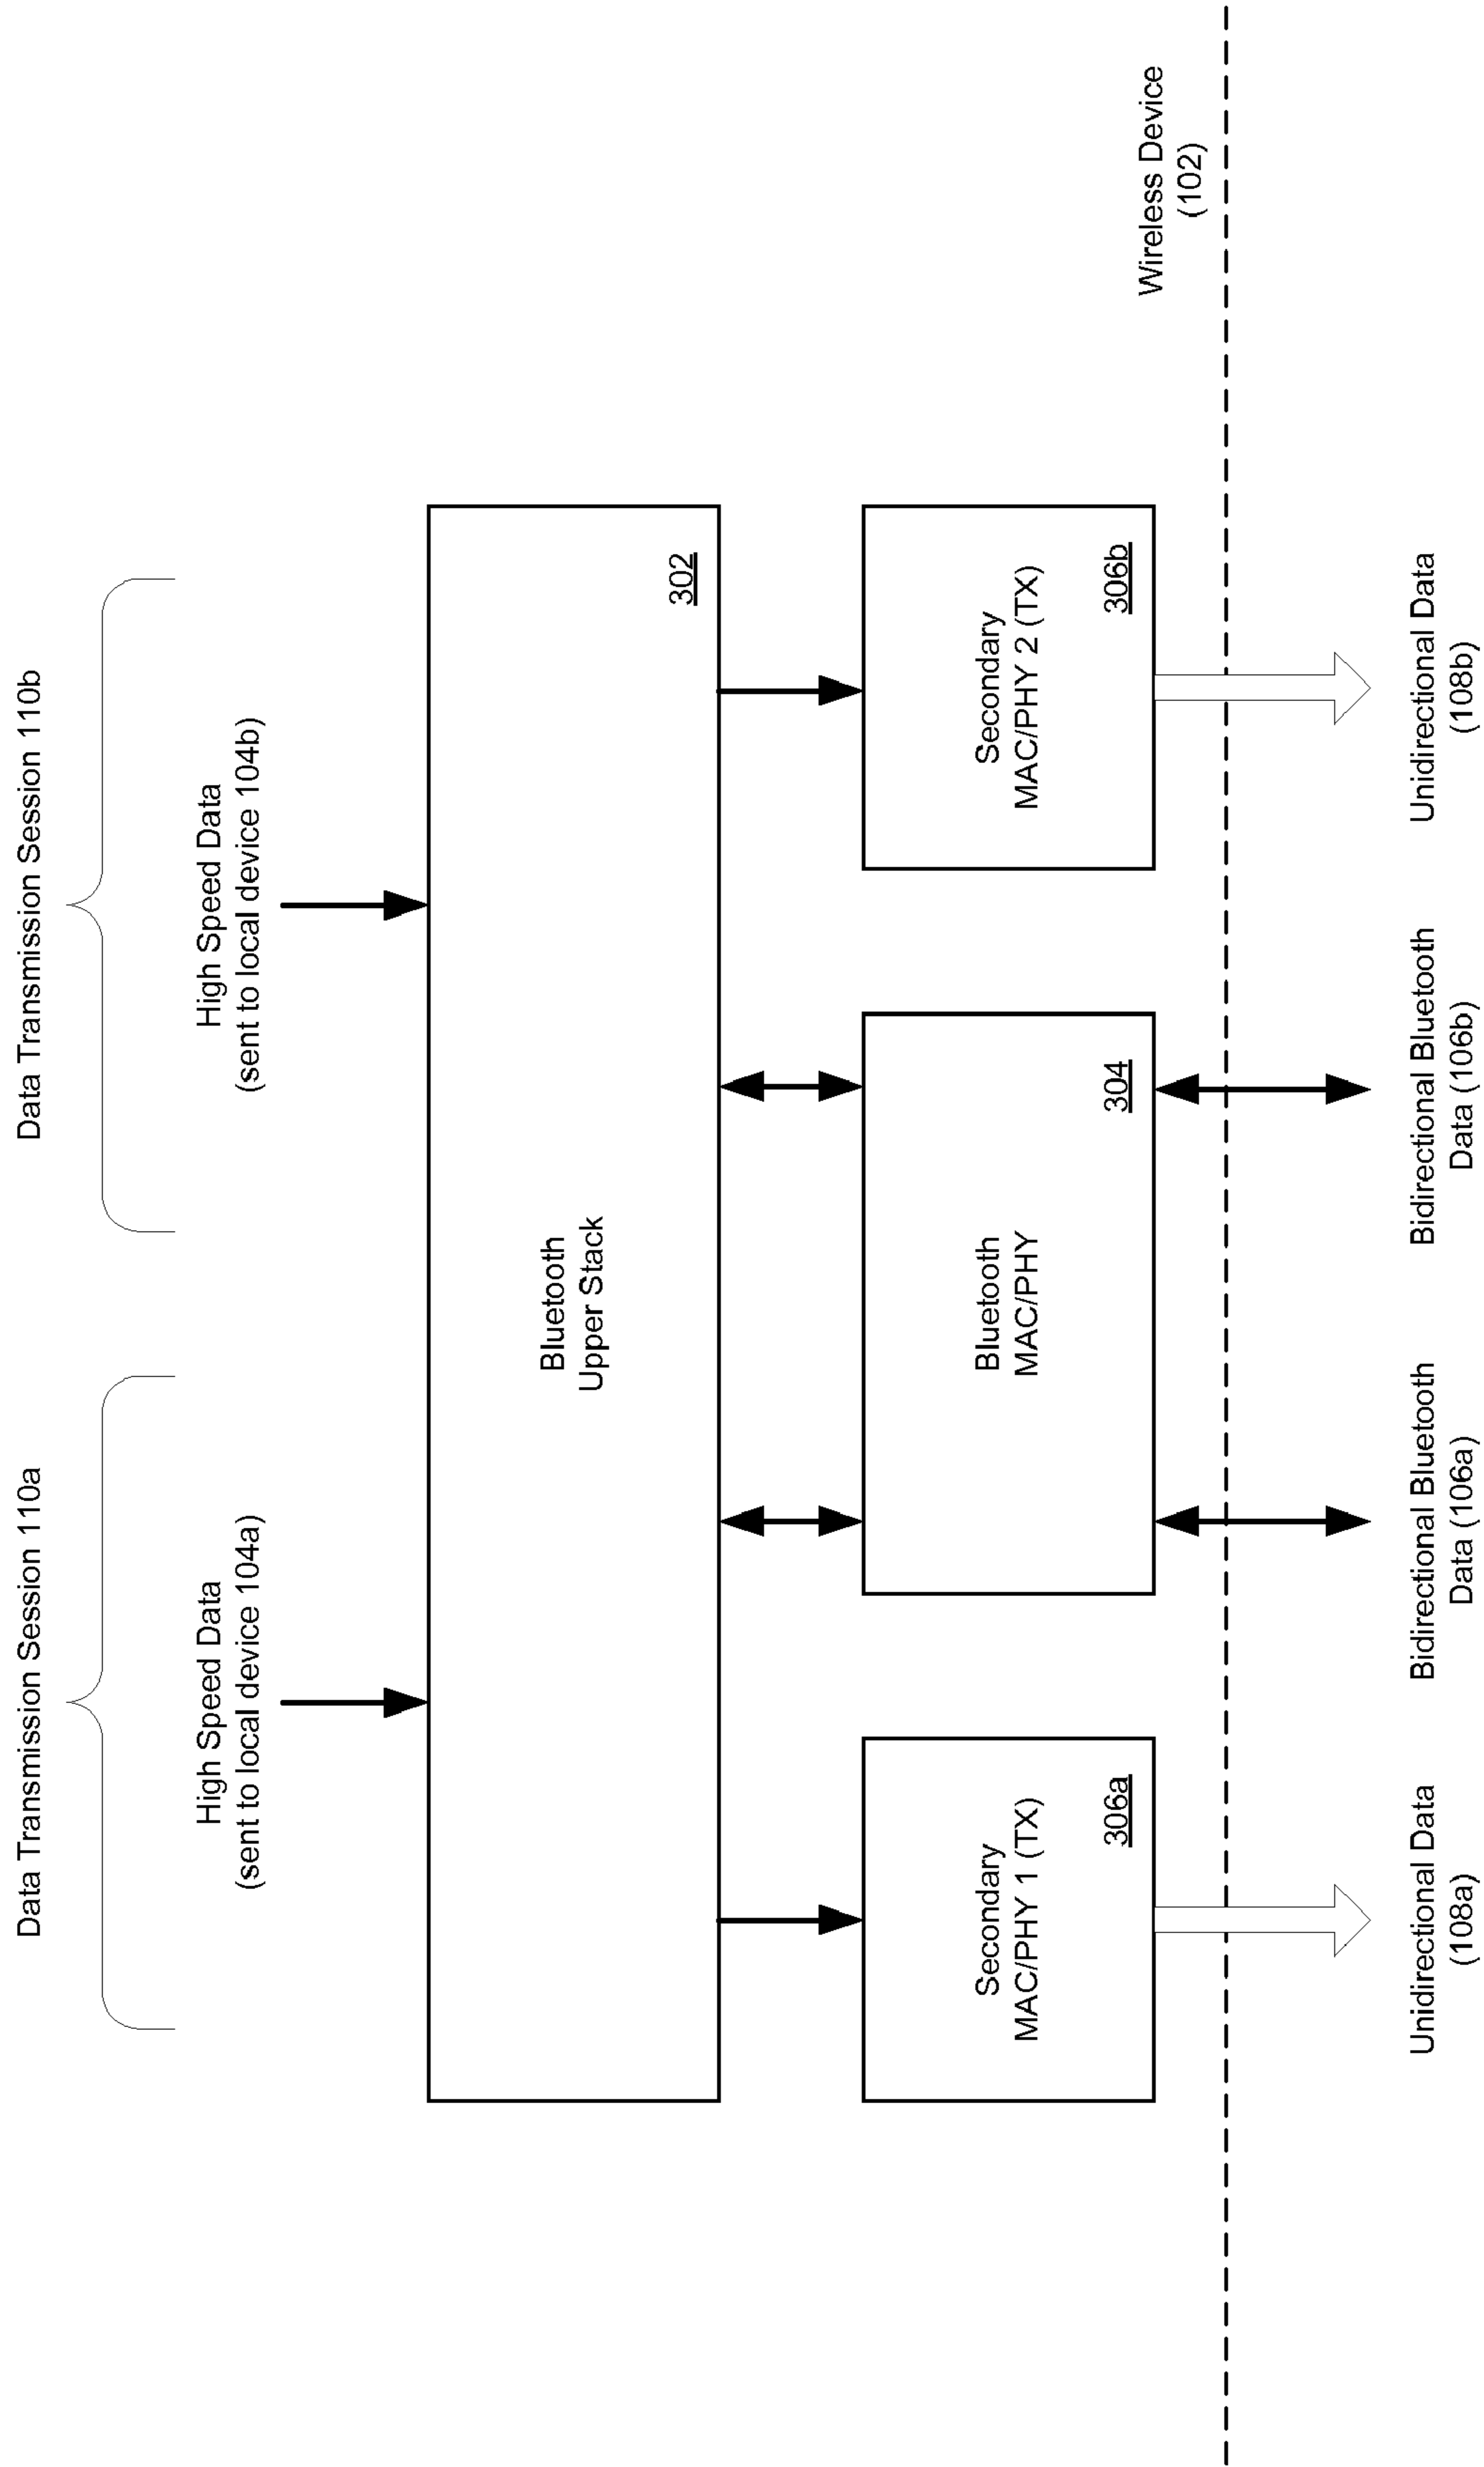 Data Transmission Session 110a
Data Transmission Session 110b
High Speed Data
(sent to local device 104a)
High Speed Data
(sent to local device 104b)
Bluetooth
Upper Stack
302
Secondary
MAC/PHY 1 (TX)
306a
Bluetooth
MAC/PHY
304
Secondary
MAC/PHY 2 (TX)
306b
Wireless Device
(102)
Unidirectional Data
(108a)
Bidirectional Bluetooth
Data (106a)
Bidirectional Bluetooth
Data (106b)
Unidirectional Data
(108b)